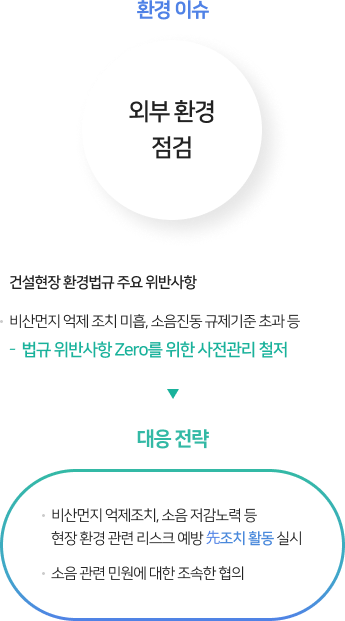 환경 이슈
외부 환경
점검
건설현장 환경법규 주요 위반사항
· 비산먼지 억제 조치 미흡, 소음진동 규제기준 초과 등
- 법규 위반사항 Zero를 위한 사전관리 철저
▼
대응 전략
· 비산먼지 억제조치, 소음 저감노력 등
현장 환경 관련 리스크 예방 先조치 활동 실시
· 소음 관련 민원에 대한 조속한 협의